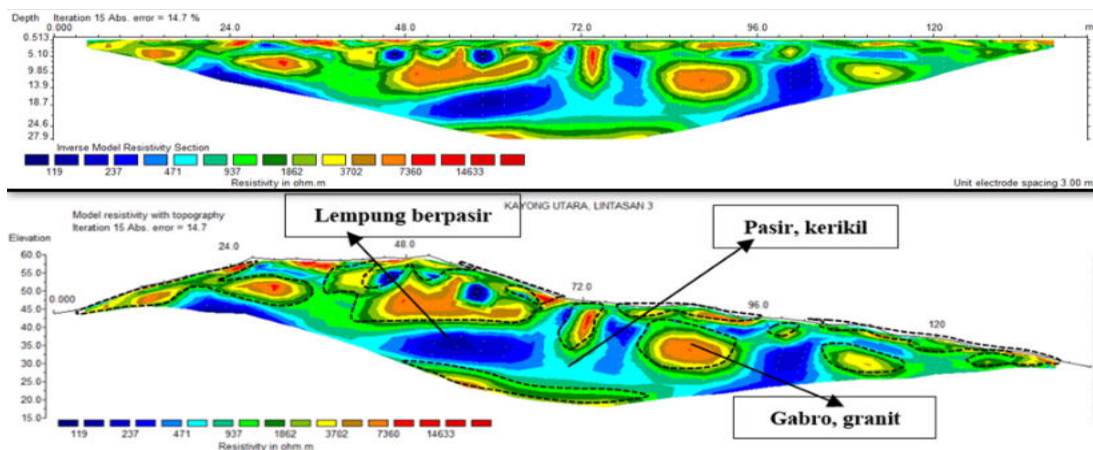 Depth Iteration 15 Abs. error = 14.7 %
0.000 24.0 48.0 72.0 96.0 120 m
0.513
5.10
9.85
13.9
18.7
24.6
27.9
Inverse Model Resistivity Section
119 237 471 937 1862 3702 7360 14633
Resistivity in ohm.m
Unit electrode spacing 3.00 m
KAYONG UTARA, LINTASAN 3
Model resistivity with topography
Iteration 15 Abs. error = 14.7
Lempung berpasir
Pasir, kerikil
Elevation
60.0
55.0
50.0
45.0
40.0
35.0
30.0
25.0
20.0
15.0
0.000 24.0 48.0 72.0 96.0 120
Gabro, granit
119 237 471 937 1862 3702 7360 14633
Resistivity in ohm.m